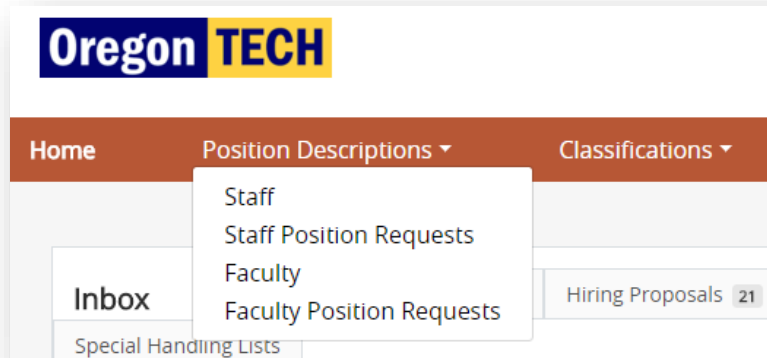 Oregon TECH
Home Position Descriptions Classifications
Staff
Staff Position Requests
Faculty
Faculty Position Requests
Inbox
Hiring Proposals 21
Special Handling Lists